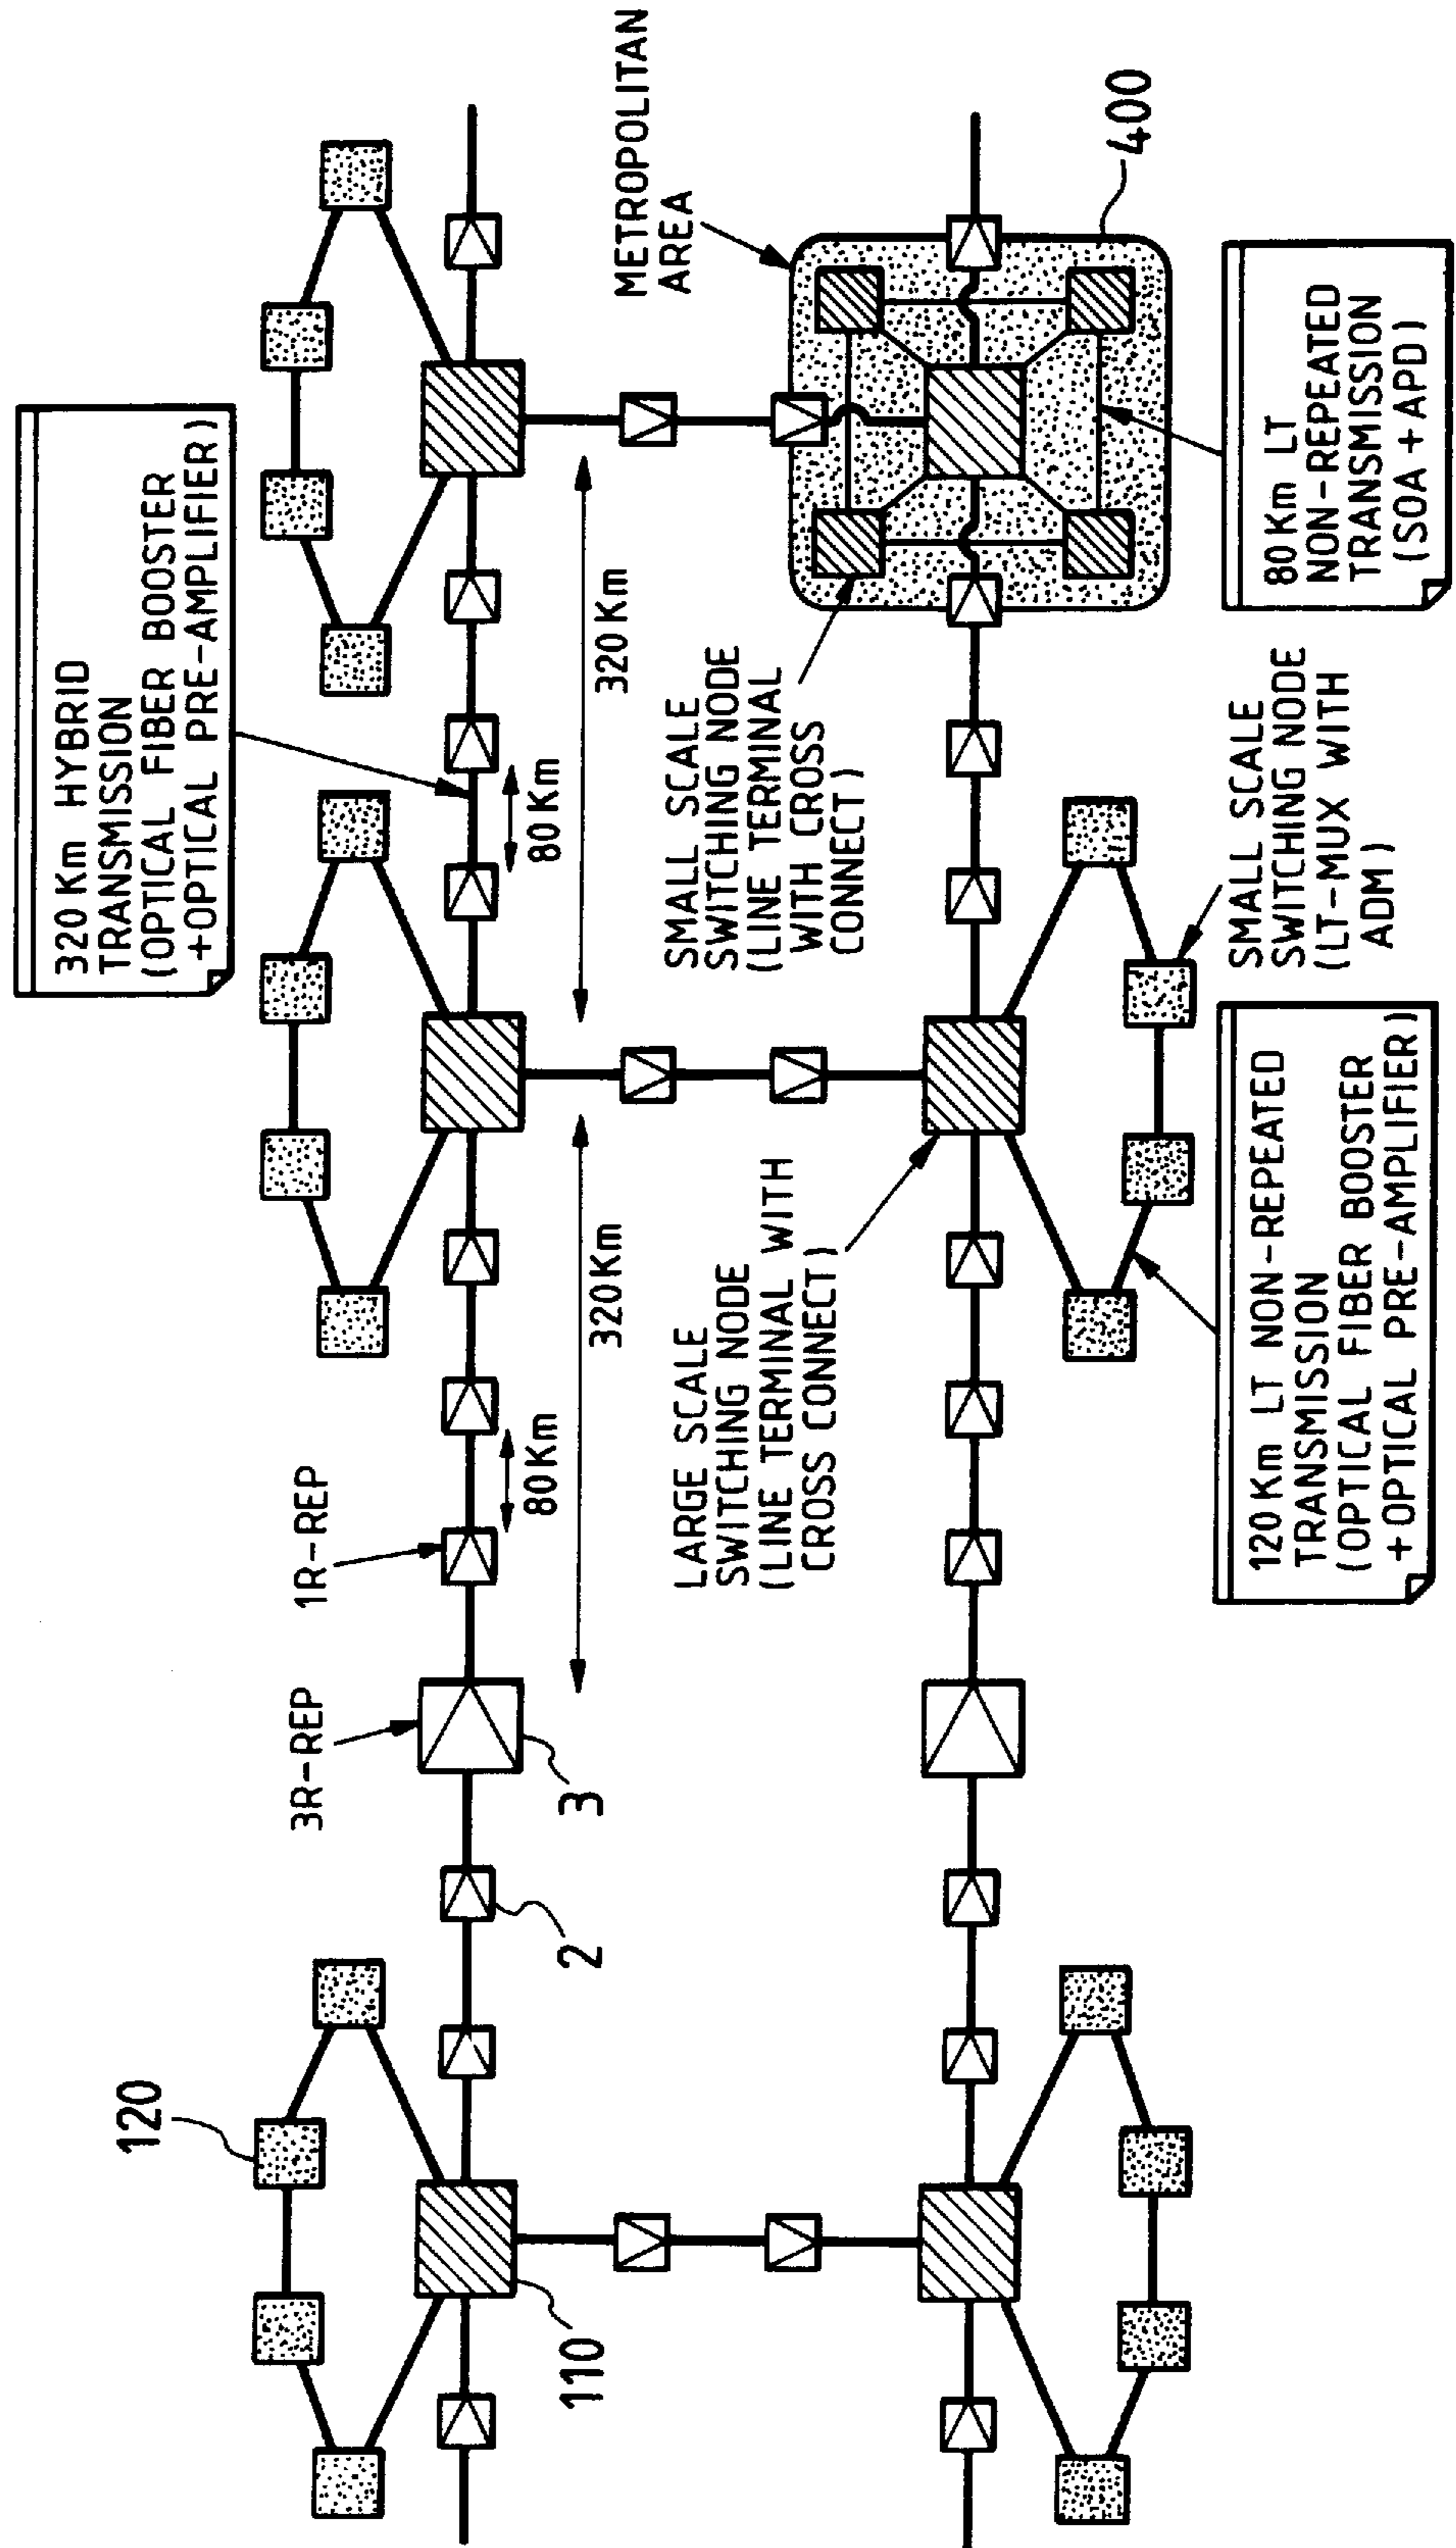 320 Km HYBRID
TRANSMISSION
(OPTICAL FIBER BOOSTER
+OPTICAL PRE-AMPLIFIER)
METROPOLITAN
AREA
120
3R-REP
1R-REP
80 Km
80 Km
2
3
110
320 Km
320 Km
400
LARGE SCALE
SWITCHING NODE
(LINE TERMINAL WITH
CROSS CONNECT)
SMALL SCALE
SWITCHING NODE
(LINE TERMINAL
WITH CROSS
CONNECT)
120 Km LT NON-REPEATED
TRANSMISSION
(OPTICAL FIBER BOOSTER
+ OPTICAL PRE-AMPLIFIER)
SMALL SCALE
SWITCHING NODE
(LT-MUX WITH
ADM)
80 Km LT
NON-REPEATED
TRANSMISSION
(SOA + APD)